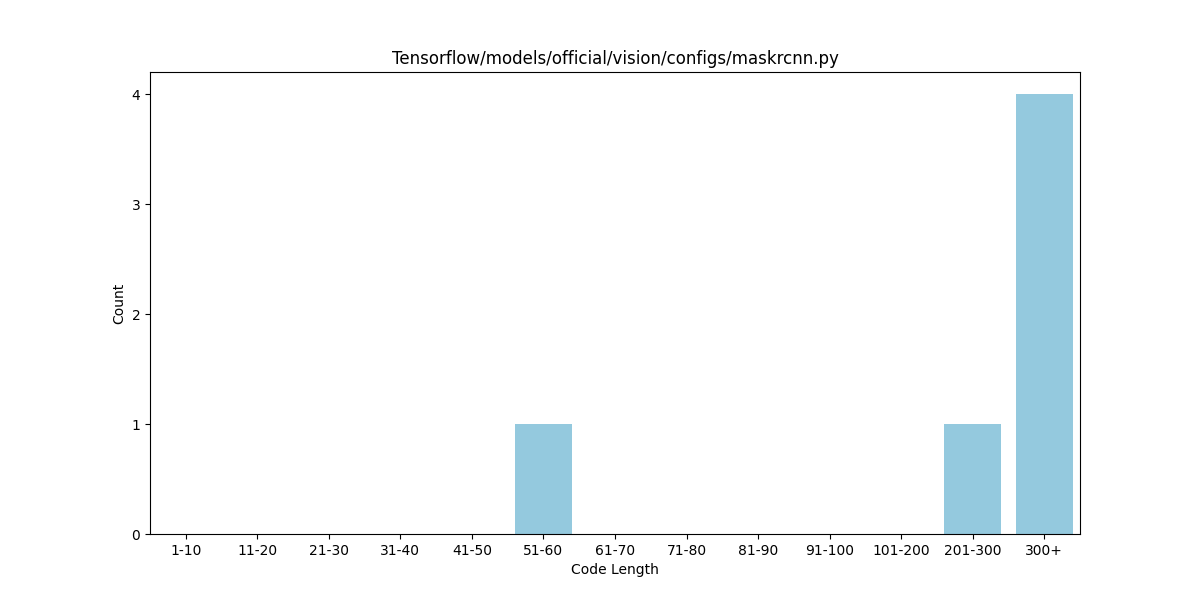 Tensorflow/models/official/vision/configs/maskrcnn.py
4
3
2
1
0
Count
1-10 11-20 21-30 31-40 41-50 51-60 61-70 71-80 81-90 91-100 101-200 201-300 300+
Code Length